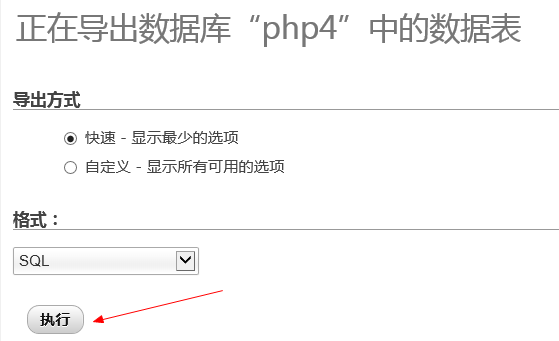 正在导出数据库“php4”中的数据表
导出方式
快速 - 显示最少的选项
自定义 - 显示所有可用的选项
格式：
SQL
执行